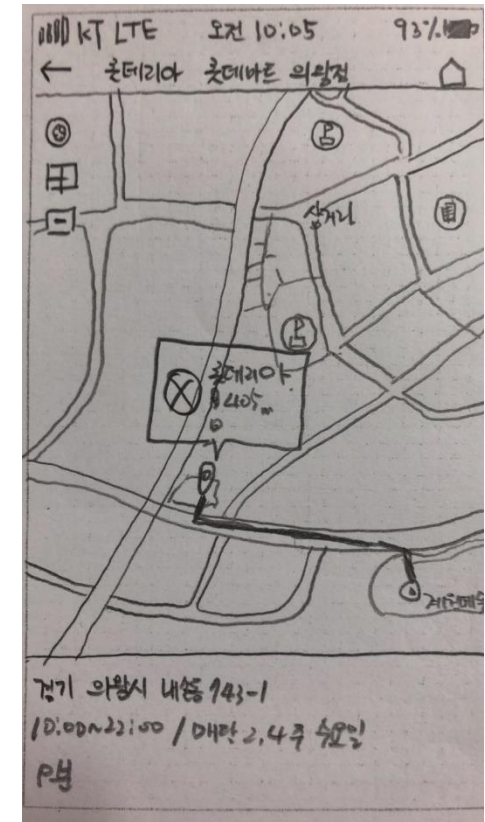 KT LTE 오전 10:05 93%
← 롯데리아 롯데마트 의왕점
P
삼거리
P
롯데리아
405m
경기 의왕시 내손동 743-1
10:00~22:00 / 매달 2,4주 수요일
P분